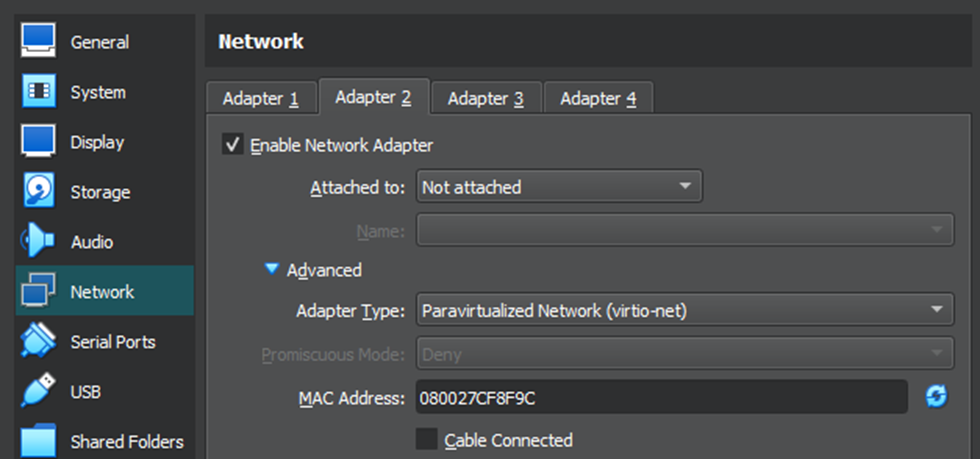 General
System
Display
Storage
Audio
Network
Serial Ports
USB
Shared Folders
Network
Adapter 1
Adapter 2
Adapter 3
Adapter 4
Enable Network Adapter
Attached to: Not attached
Name:
Advanced
Adapter Type: Paravirtualized Network (virtio-net)
Promiscuous Mode: Deny
MAC Address: 080027CF8F9C
Cable Connected